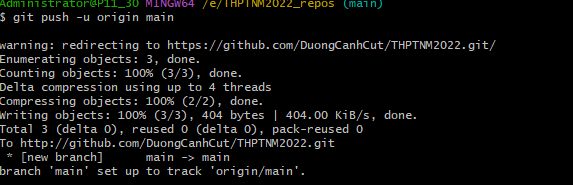 Administrator@P11_30 MINGW64 /e/THPTNM2022_repos (main)
$ git push -u origin main
warning: redirecting to https://github.com/DuongCanhCut/THPTNM2022.git/
Enumerating objects: 3, done.
Counting objects: 100% (3/3), done.
Delta compression using up to 4 threads
Compressing objects: 100% (2/2), done.
Writing objects: 100% (3/3), 404 bytes | 404.00 KiB/s, done.
Total 3 (delta 0), reused 0 (delta 0), pack-reused 0
To http://github.com/DuongCanhCut/THPTNM2022.git
 * [new branch]      main -> main
branch 'main' set up to track 'origin/main'.